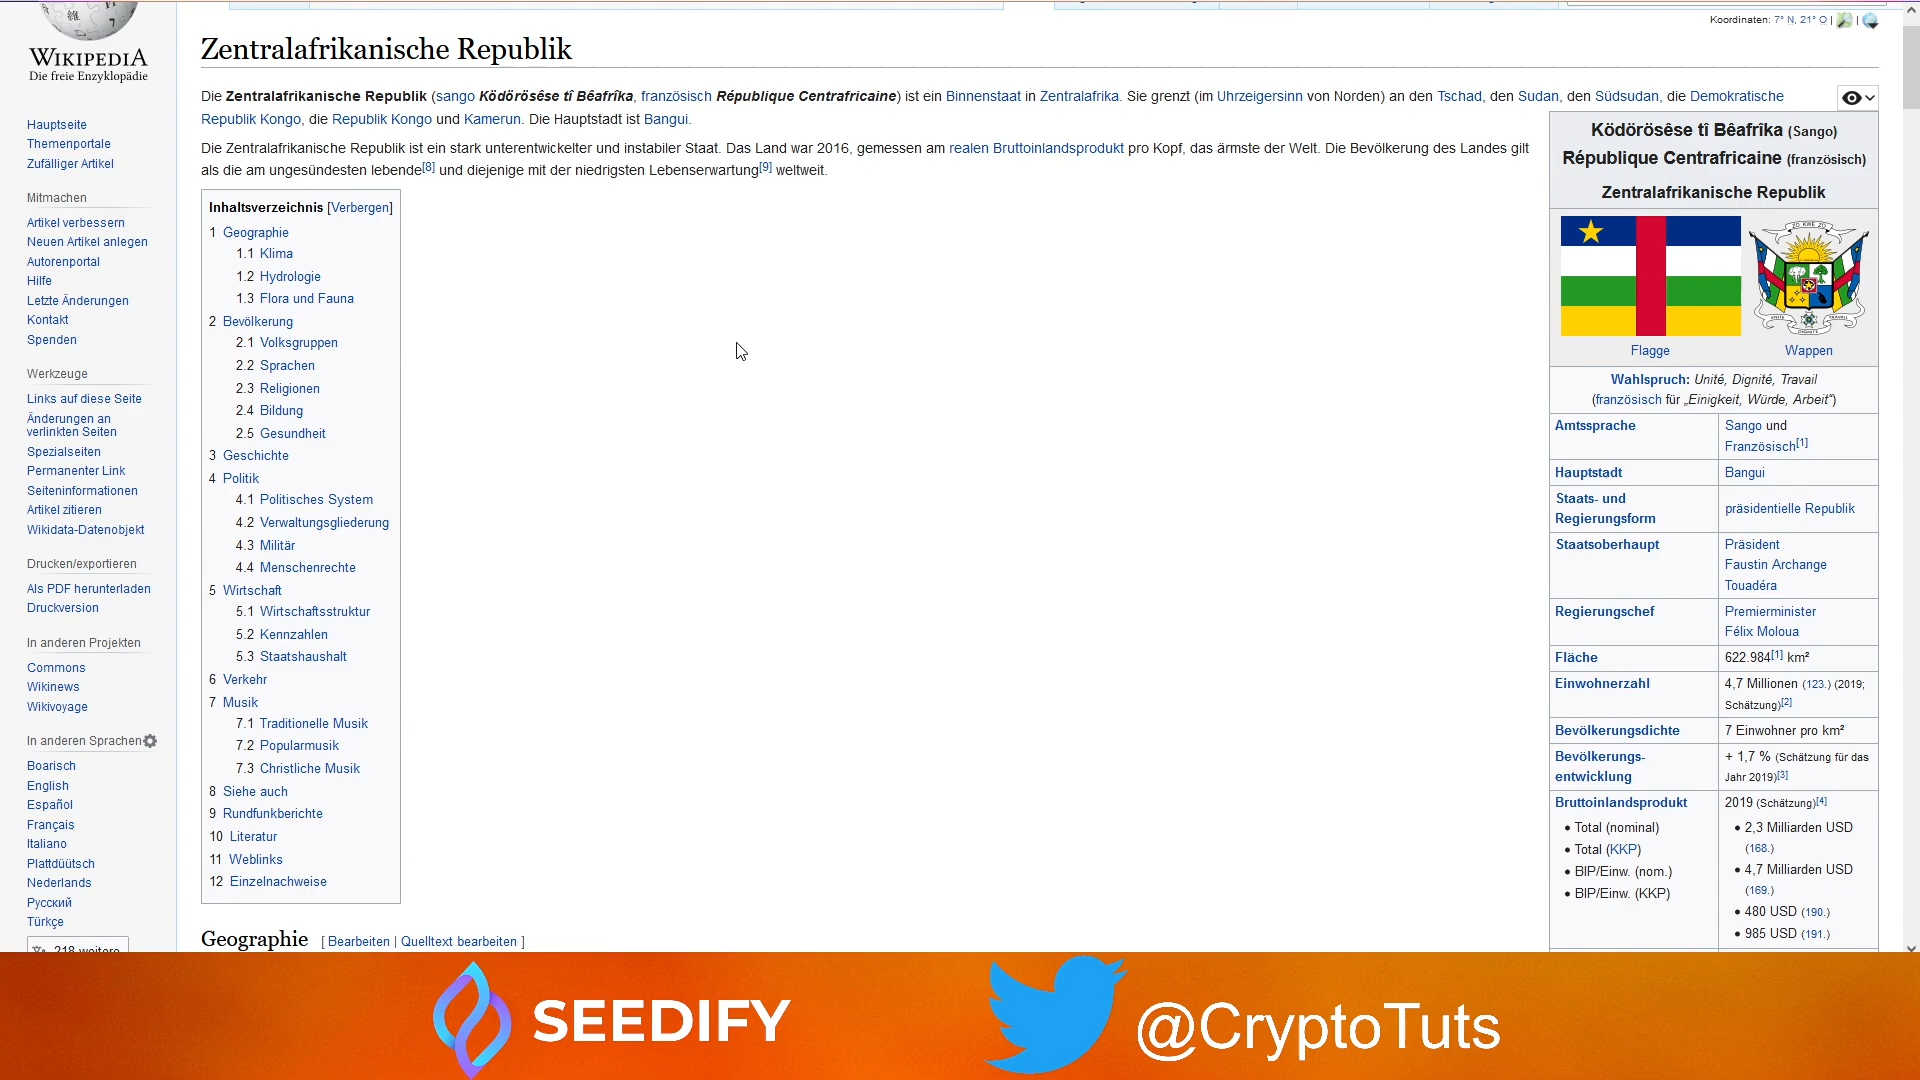 WIKIPEDIA
Die freie Enzyklopädie
Hauptseite
Themenportale
Zufälliger Artikel
Mitmachen
Artikel verbessern
Neuen Artikel anlegen
Autorenportal
Hilfe
Letzte Änderungen
Kontakt
Spenden
Werkzeuge
Links auf diese Seite
Änderungen an
verlinkten Seiten
Spezialseiten
Permanenter Link
Seiteninformationen
Artikel zitieren
Wikidata-Datenobjekt
Drucken/exportieren
Als PDF herunterladen
Druckversion
In anderen Projekten
Commons
Wikinews
Wikivoyage
In anderen Sprachen
Boarisch
English
Español
Français
Italiano
Plattdüütsch
Nederlands
Русский
Türkçe
218 weitere
Koordinaten: 7° N, 21° O | |
Zentralafrikanische Republik
Die Zentralafrikanische Republik (sango Ködörösêse tî Bêafrîka, französisch République Centrafricaine) ist ein Binnenstaat in Zentralafrika. Sie grenzt (im Uhrzeigersinn von Norden) an den Tschad, den Sudan, den Südsudan, die Demokratische
Republik Kongo, die Republik Kongo und Kamerun. Die Hauptstadt ist Bangui.
Die Zentralafrikanische Republik ist ein stark unterentwickelter und instabiler Staat. Das Land war 2016, gemessen am realen Bruttoinlandsprodukt pro Kopf, das ärmste der Welt. Die Bevölkerung des Landes gilt
als die am ungesündesten lebende[8] und diejenige mit der niedrigsten Lebenserwartung[9] weltweit.
Inhaltsverzeichnis [Verbergen]
1 Geographie
1.1 Klima
1.2 Hydrologie
1.3 Flora und Fauna
2 Bevölkerung
2.1 Volksgruppen
2.2 Sprachen
2.3 Religionen
2.4 Bildung
2.5 Gesundheit
3 Geschichte
4 Politik
4.1 Politisches System
4.2 Verwaltungsgliederung
4.3 Militär
4.4 Menschenrechte
5 Wirtschaft
5.1 Wirtschaftsstruktur
5.2 Kennzahlen
5.3 Staatshaushalt
6 Verkehr
7 Musik
7.1 Traditionelle Musik
7.2 Popularmusik
7.3 Christliche Musik
8 Siehe auch
9 Rundfunkberichte
10 Literatur
11 Weblinks
12 Einzelnachweise
Geographie [ Bearbeiten | Quelltext bearbeiten ]
Ködörösêse tî Bêafrîka (Sango)
République Centrafricaine (französisch)
Zentralafrikanische Republik
ZO KWE ZO
UNITÉ DIGNITÉ TRAVAIL
Flagge Wappen
Wahlspruch: Unité, Dignité, Travail
(französisch für „Einigkeit, Würde, Arbeit“)
Amtssprache Sango und
Französisch[1]
Hauptstadt Bangui
Staats- und
Regierungsform präsidentielle Republik
Staatsoberhaupt Präsident
Faustin Archange
Touadéra
Regierungschef Premierminister
Félix Moloua
Fläche 622.984[1] km²
Einwohnerzahl 4,7 Millionen (123.) (2019;
Schätzung)[2]
Bevölkerungsdichte 7 Einwohner pro km²
Bevölkerungs-
entwicklung + 1,7 % (Schätzung für das
Jahr 2019)[3]
Bruttoinlandsprodukt 2019 (Schätzung)[4]
• Total (nominal)
• Total (KKP)
• BIP/Einw. (nom.)
• BIP/Einw. (KKP)
• 2,3 Milliarden USD
(168.)
• 4,7 Milliarden USD
(169.)
• 480 USD (190.)
• 985 USD (191.)
SEEDIFY
@CryptoTuts